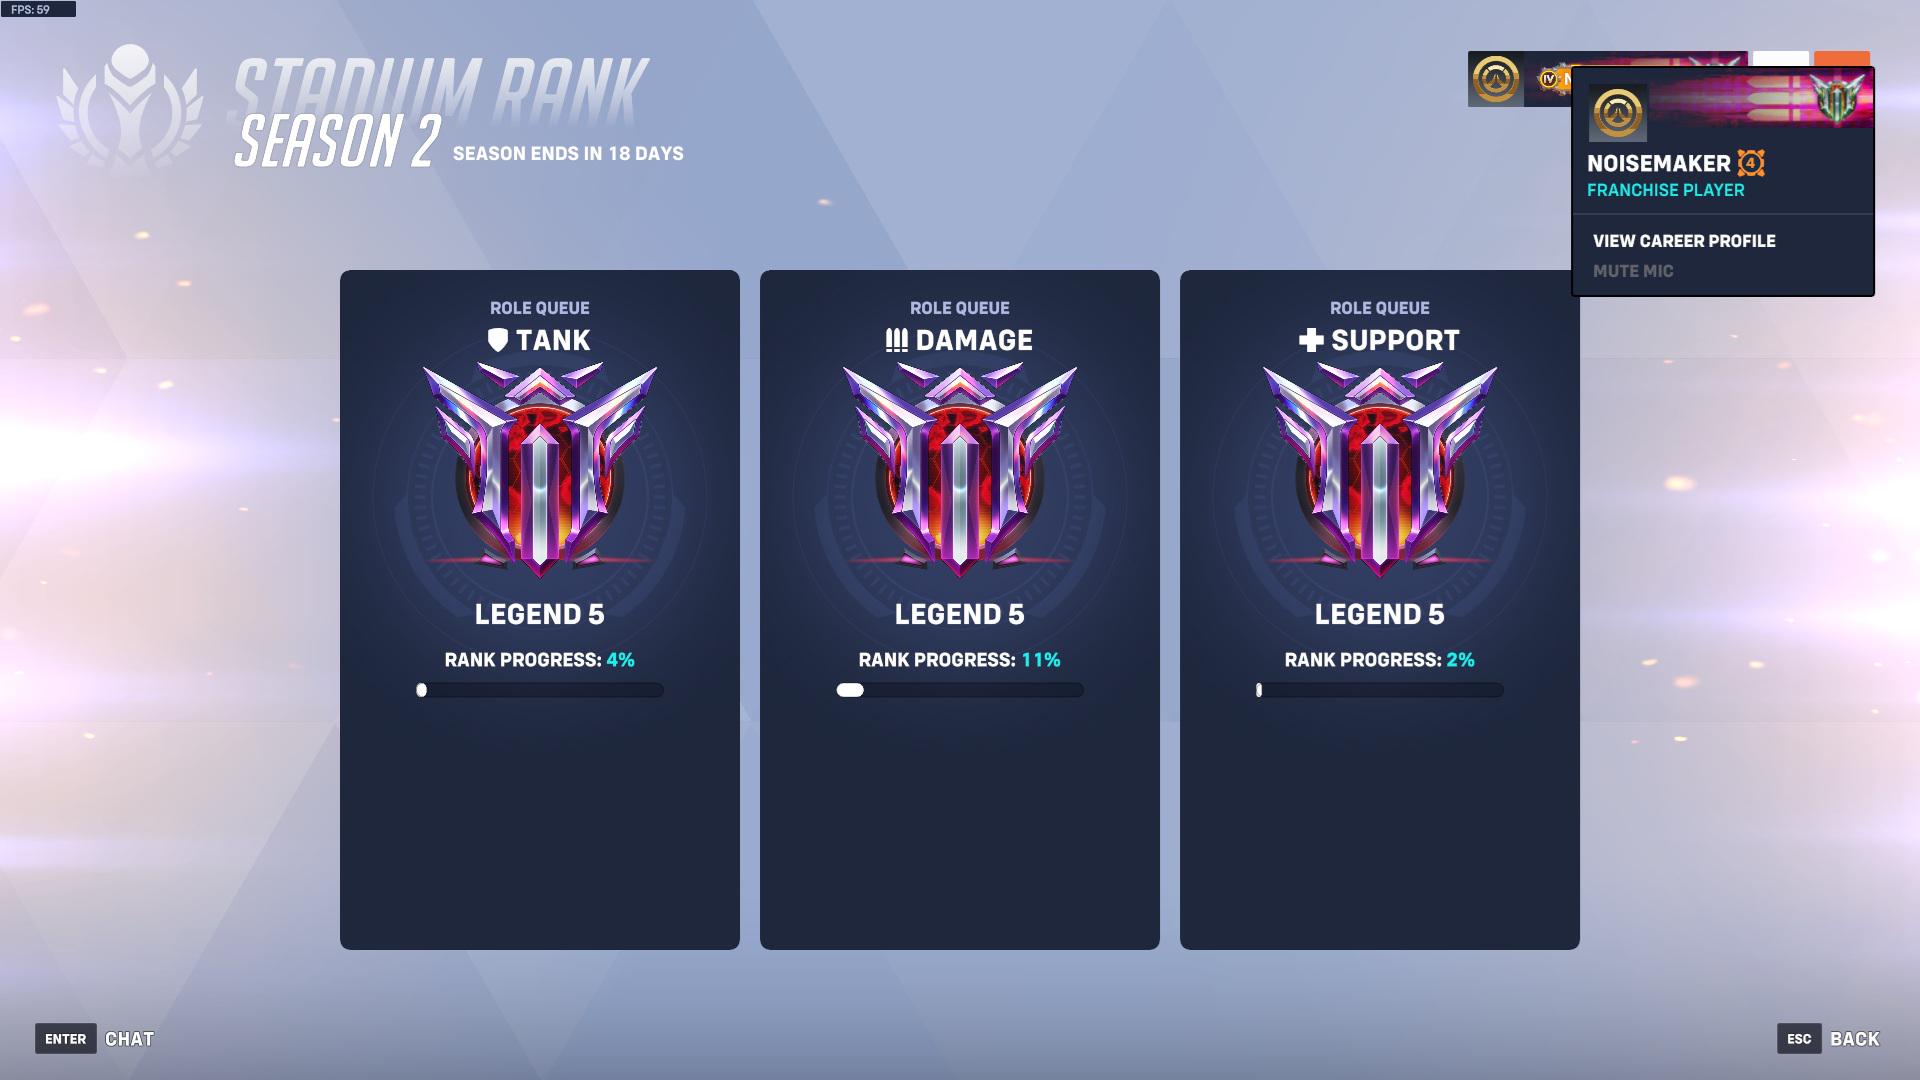 FPS: 59
STADIUM RANK
SEASON 2 SEASON ENDS IN 18 DAYS
IV N
NOISEMAKER 4
FRANCHISE PLAYER
VIEW CAREER PROFILE
MUTE MIC
ROLE QUEUE
TANK
LEGEND 5
RANK PROGRESS: 4%
ROLE QUEUE
DAMAGE
LEGEND 5
RANK PROGRESS: 11%
ROLE QUEUE
SUPPORT
LEGEND 5
RANK PROGRESS: 2%
ENTER CHAT
ESC BACK